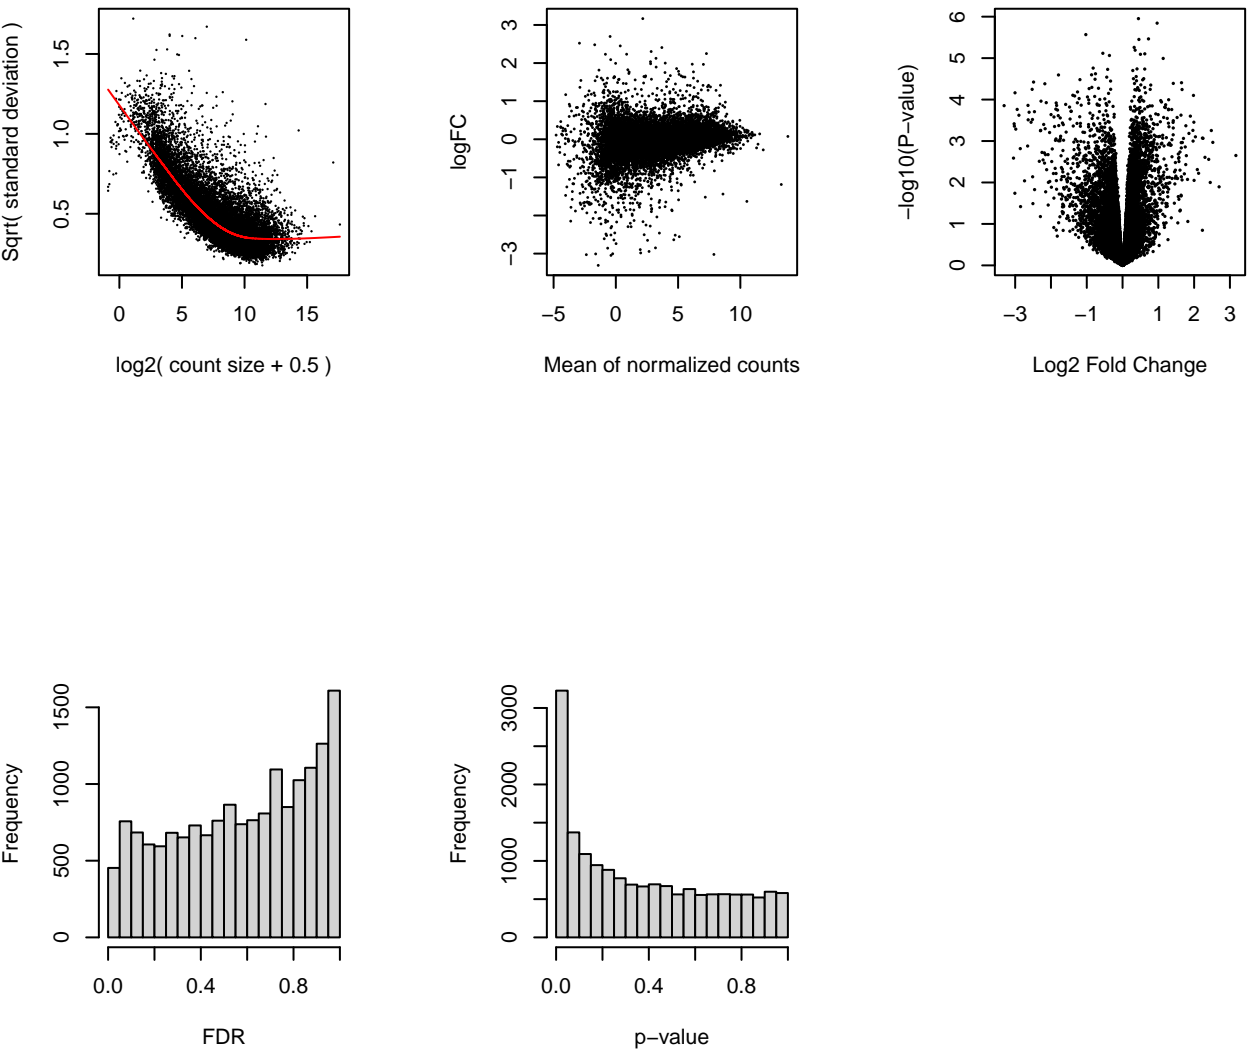 Sqrt( standard deviation )
0.5 1.0 1.5
0 5 10 15
log2( count size + 0.5 )
logFC
−3 −1 0 1 2 3
−5 0 5 10
Mean of normalized counts
−log10(P−value)
0 1 2 3 4 5 6
−3 −1 1 2 3
Log2 Fold Change
Frequency
0 500 1000 1500
0.0 0.4 0.8
FDR
Frequency
0 1000 2000 3000
0.0 0.4 0.8
p−value